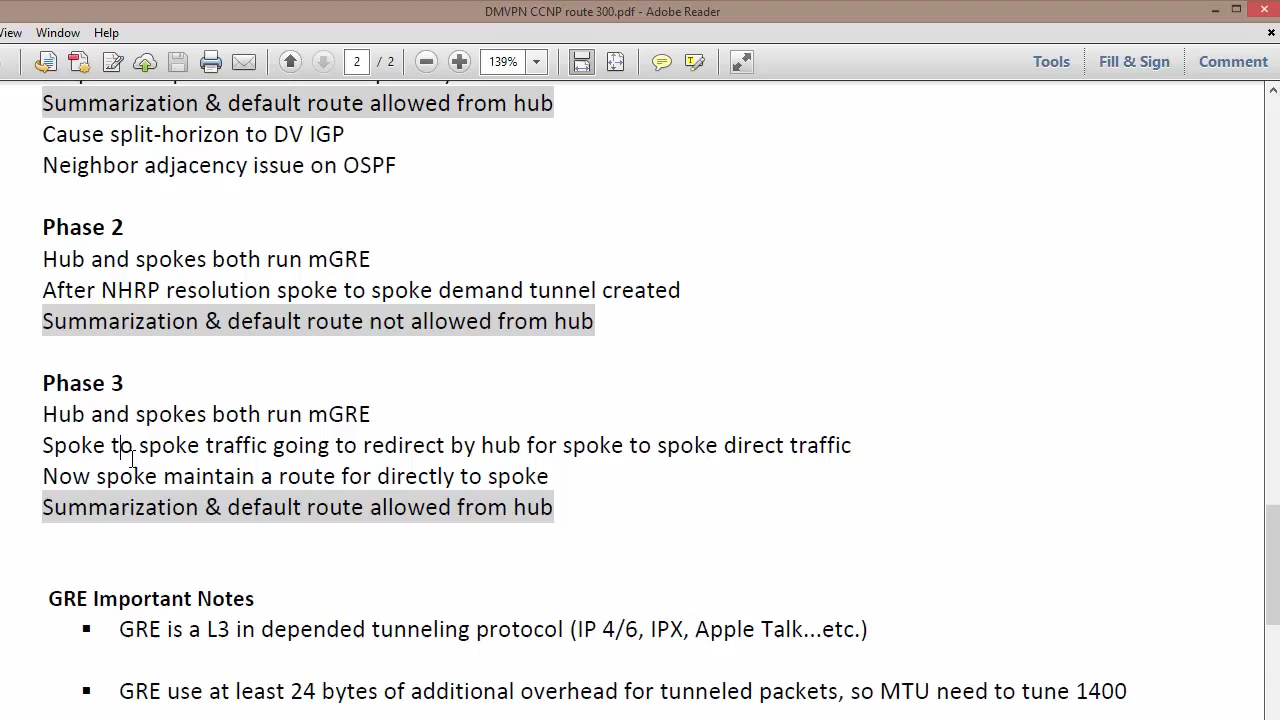 DMVPN CCNP route 300.pdf - Adobe Reader
Window Help
2 / 2 139% Tools Fill & Sign Comment
Summarization & default route allowed from hub
Cause split-horizon to DV IGP
Neighbor adjacency issue on OSPF
Phase 2
Hub and spokes both run mGRE
After NHRP resolution spoke to spoke demand tunnel created
Summarization & default route not allowed from hub
Phase 3
Hub and spokes both run mGRE
Spoke to spoke traffic going to redirect by hub for spoke to spoke direct traffic
Now spoke maintain a route for directly to spoke
Summarization & default route allowed from hub
GRE Important Notes
▪ GRE is a L3 in depended tunneling protocol (IP 4/6, IPX, Apple Talk...etc.)
▪ GRE use at least 24 bytes of additional overhead for tunneled packets, so MTU need to tune 1400